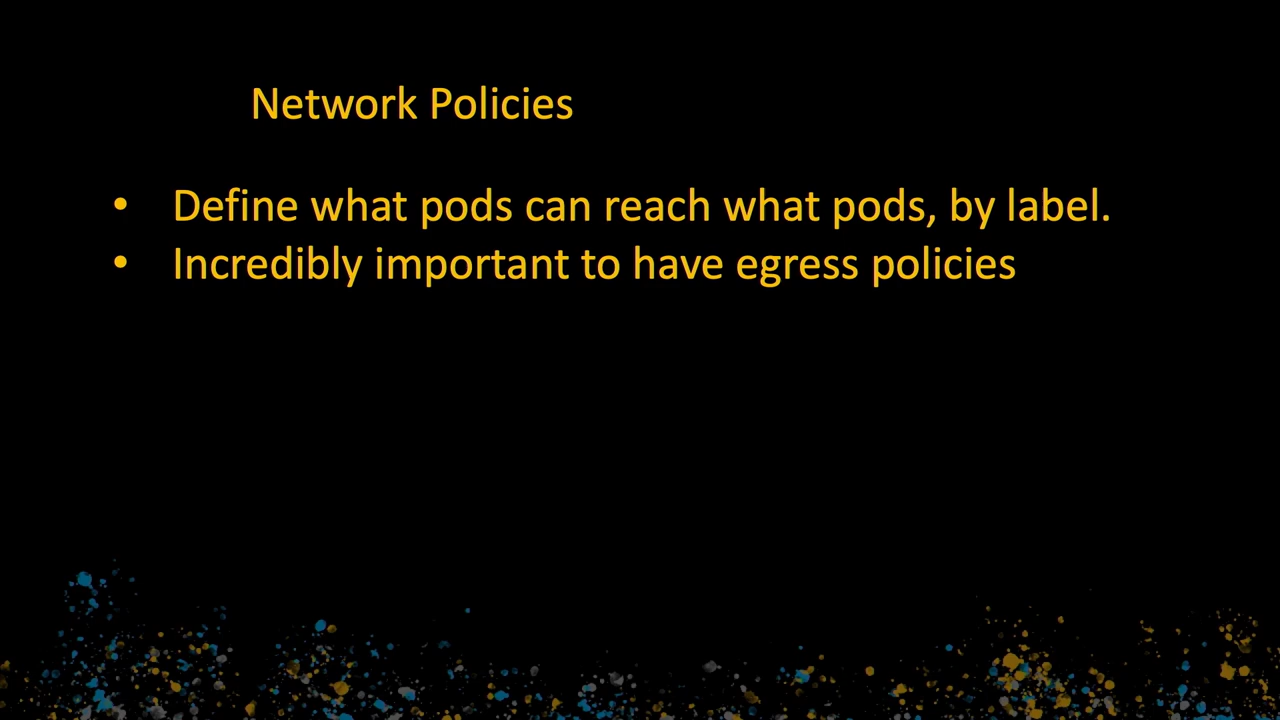 Network Policies
• Define what pods can reach what pods, by label.
• Incredibly important to have egress policies